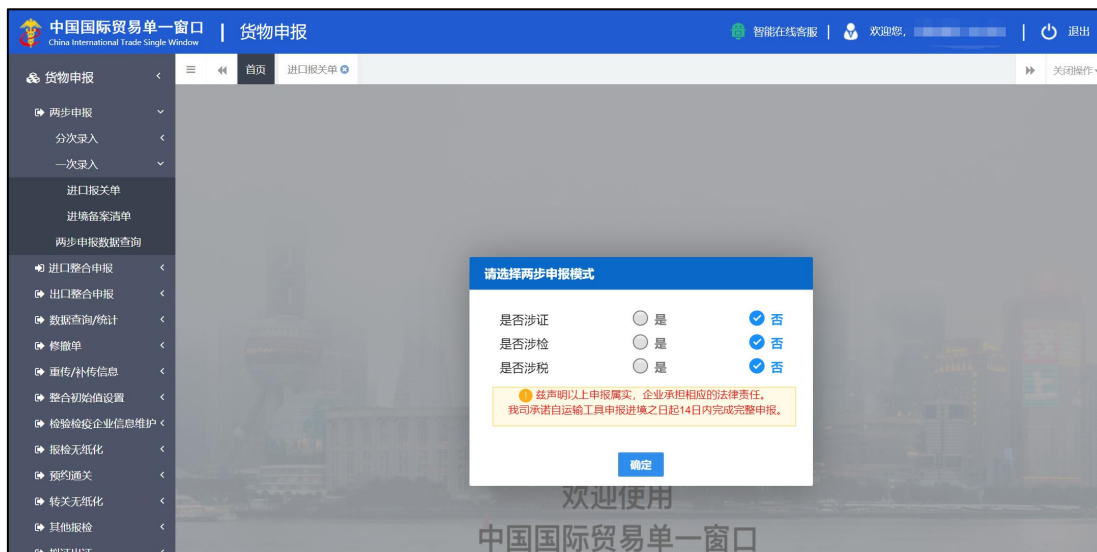 中国国际贸易单一窗口 | 货物申报
China International Trade Single Window
智能在线客服 | 欢迎您, | 退出
货物申报
首页 进口报关单
关闭操作
两步申报
分次录入
一次录入
进口报关单
进境备案清单
两步申报数据查询
进口整合申报
出口整合申报
数据查询/统计
修撤单
重传/补传信息
整合初始值设置
检验检疫企业信息维护
报检无纸化
预约通关
转关无纸化
其他报检
请选择两步申报模式
是否涉证 是 否
是否涉检 是 否
是否涉税 是 否
兹声明以上申报属实，企业承担相应的法律责任。
我司承诺自运输工具申报进境之日起14日内完成完整申报。
确定
欢迎使用
中国国际贸易单一窗口